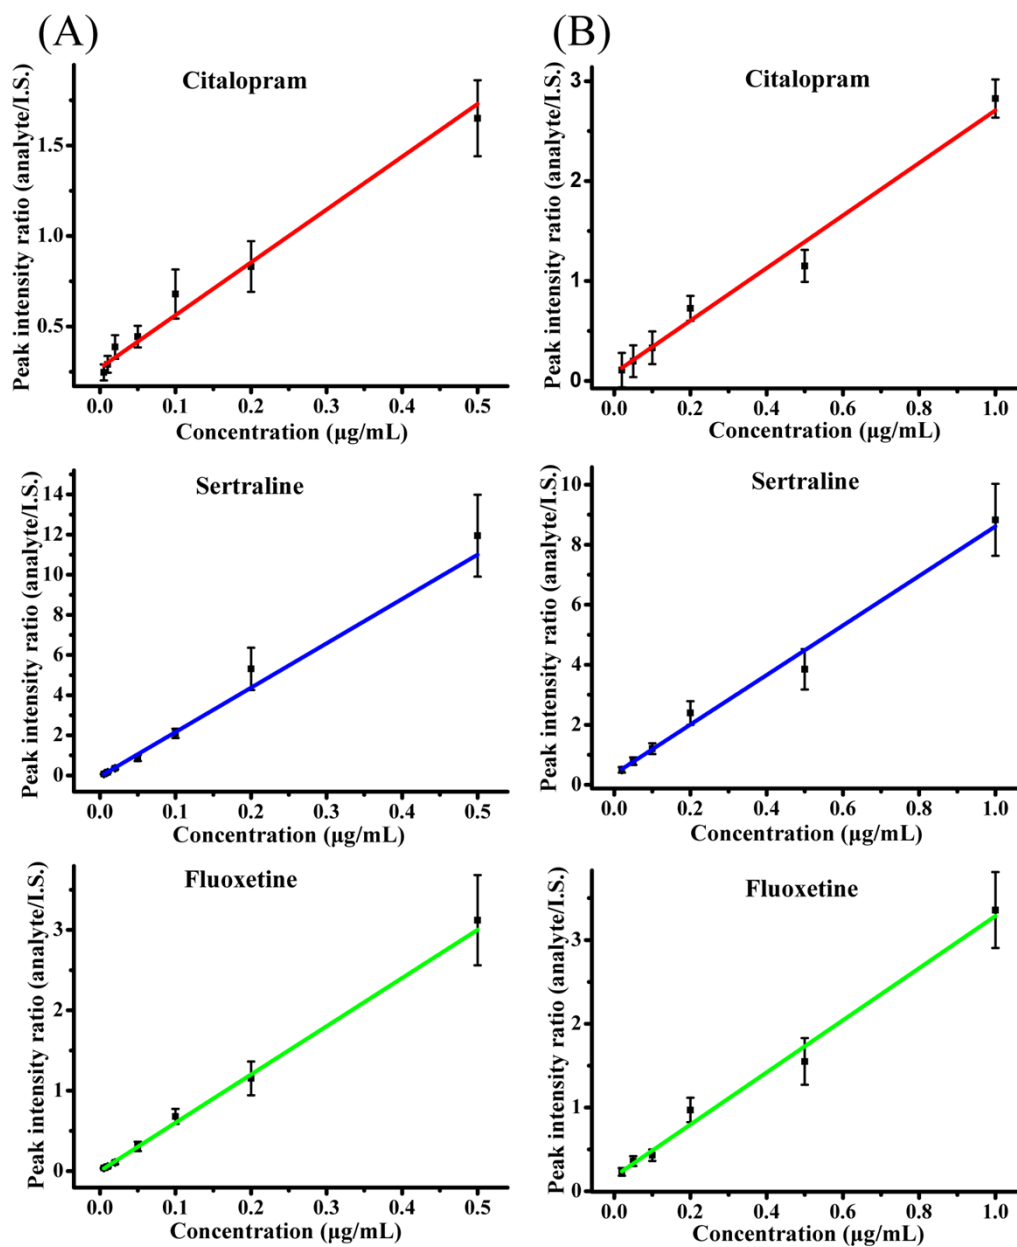 (A)
Citalopram
Peak intensity ratio (analyte/I.S.)
1.5
1.0
0.5
0.0 0.1 0.2 0.3 0.4 0.5
Concentration (μg/mL)
Sertraline
Peak intensity ratio (analyte/I.S.)
14
12
10
8
6
4
2
0
0.0 0.1 0.2 0.3 0.4 0.5
Concentration (μg/mL)
Fluoxetine
Peak intensity ratio (analyte/I.S.)
3
2
1
0
0.0 0.1 0.2 0.3 0.4 0.5
Concentration (μg/mL)
(B)
Citalopram
Peak intensity ratio (analyte/I.S.)
3
2
1
0
0.0 0.2 0.4 0.6 0.8 1.0
Concentration (μg/mL)
Sertraline
Peak intensity ratio (analyte/I.S.)
10
8
6
4
2
0
0.0 0.2 0.4 0.6 0.8 1.0
Concentration (μg/mL)
Fluoxetine
Peak intensity ratio (analyte/I.S.)
3
2
1
0
0.0 0.2 0.4 0.6 0.8 1.0
Concentration (μg/mL)